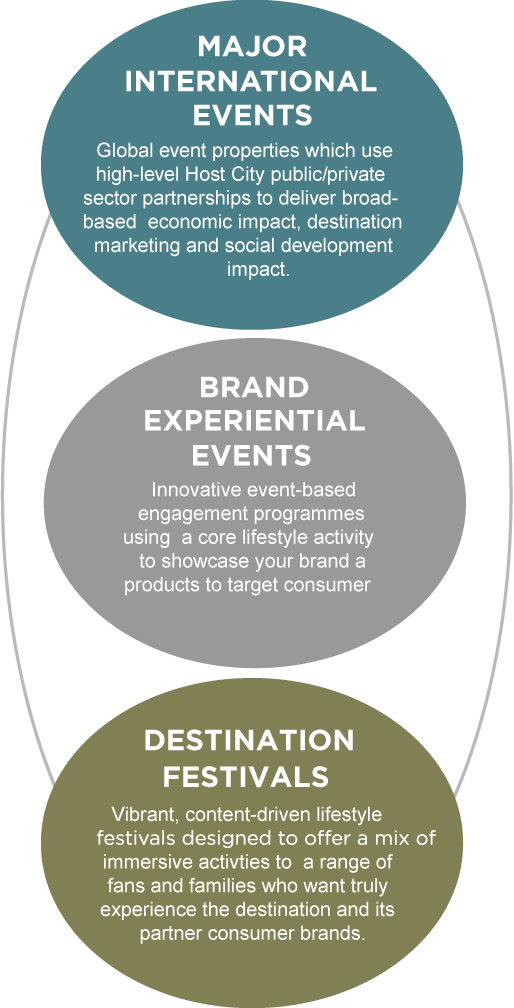 MAJOR
INTERNATIONAL
EVENTS
Global event properties which use
high-level Host City public/private
sector partnerships to deliver broad-
based economic impact, destination
marketing and social development
impact.
BRAND
EXPERIENTIAL
EVENTS
Innovative event-based
engagement programmes
using a core lifestyle activity
to showcase your brand a
products to target consumer
DESTINATION
FESTIVALS
Vibrant, content-driven lifestyle
festivals designed to offer a mix of
immersive activties to a range of
fans and families who want truly
experience the destination and its
partner consumer brands.